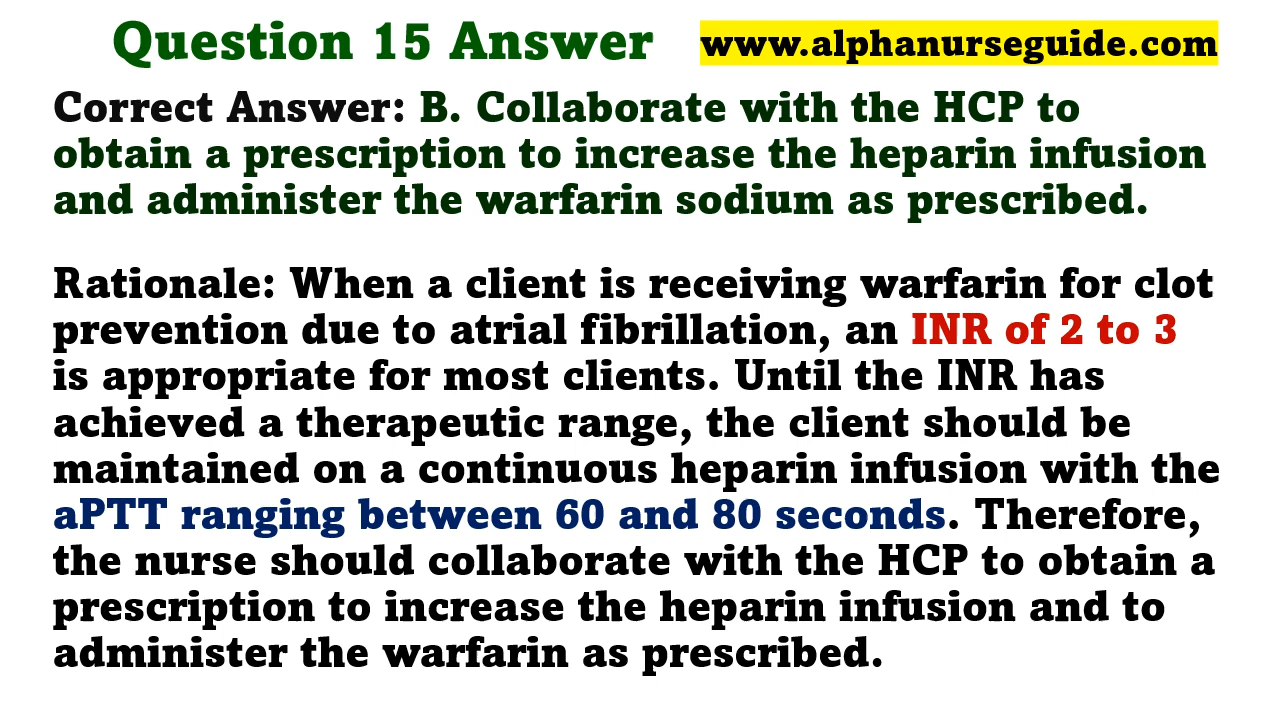 Question 15 Answer www.alphanurseguide.com
Correct Answer: B. Collaborate with the HCP to
obtain a prescription to increase the heparin infusion
and administer the warfarin sodium as prescribed.
Rationale: When a client is receiving warfarin for clot
prevention due to atrial fibrillation, an INR of 2 to 3
is appropriate for most clients. Until the INR has
achieved a therapeutic range, the client should be
maintained on a continuous heparin infusion with the
aPTT ranging between 60 and 80 seconds. Therefore,
the nurse should collaborate with the HCP to obtain a
prescription to increase the heparin infusion and to
administer the warfarin as prescribed.